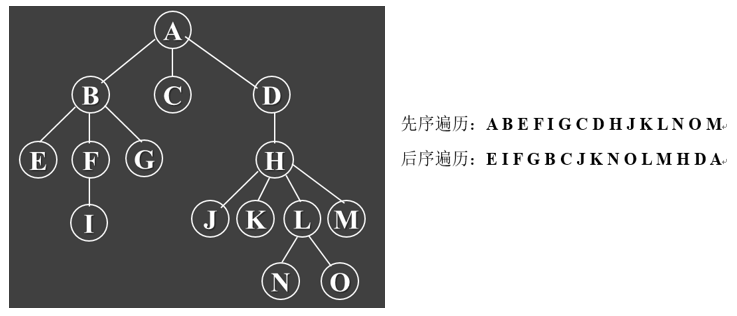 A
B C D
先序遍历：A B E F I G C D H J K L N O M
后序遍历：E I F G B C J K N O L M H D A
E F G H
I J K L M
N O